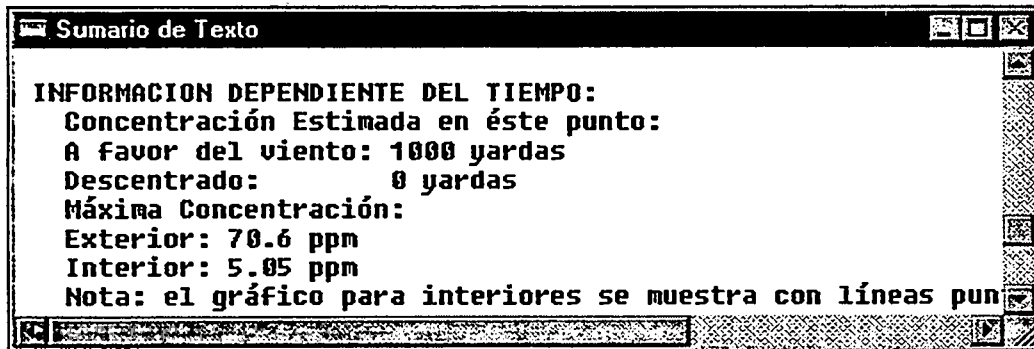 Sumario de Texto
INFORMACION DEPENDIENTE DEL TIEMPO:
Concentración Estimada en éste punto:
A favor del viento: 1000 yardas
Descentrado: 0 yardas
Máxima Concentración:
Exterior: 70.6 ppm
Interior: 5.05 ppm
Nota: el gráfico para interiores se muestra con líneas pun